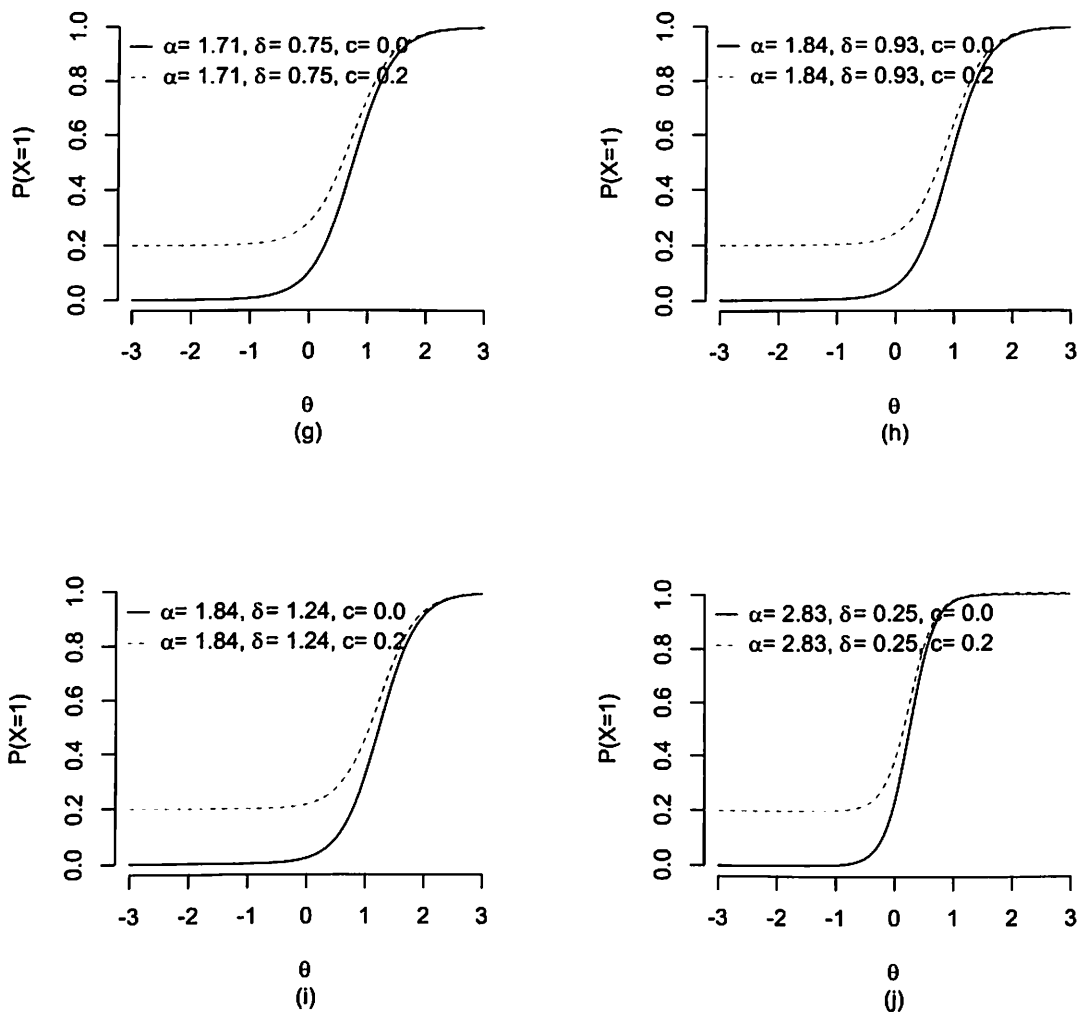 α= 1.71, δ= 0.75, c= 0.0
α= 1.71, δ= 0.75, c= 0.2
P(X=1)
1.0
0.8
0.6
0.4
0.2
0.0
-3 -2 -1 0 1 2 3
θ
(g)
α= 1.84, δ= 0.93, c= 0.0
α= 1.84, δ= 0.93, c= 0.2
P(X=1)
1.0
0.8
0.6
0.4
0.2
0.0
-3 -2 -1 0 1 2 3
θ
(h)
α= 1.84, δ= 1.24, c= 0.0
α= 1.84, δ= 1.24, c= 0.2
P(X=1)
1.0
0.8
0.6
0.4
0.2
0.0
-3 -2 -1 0 1 2 3
θ
(i)
α= 2.83, δ= 0.25, c= 0.0
α= 2.83, δ= 0.25, c= 0.2
P(X=1)
1.0
0.8
0.6
0.4
0.2
0.0
-3 -2 -1 0 1 2 3
θ
(j)